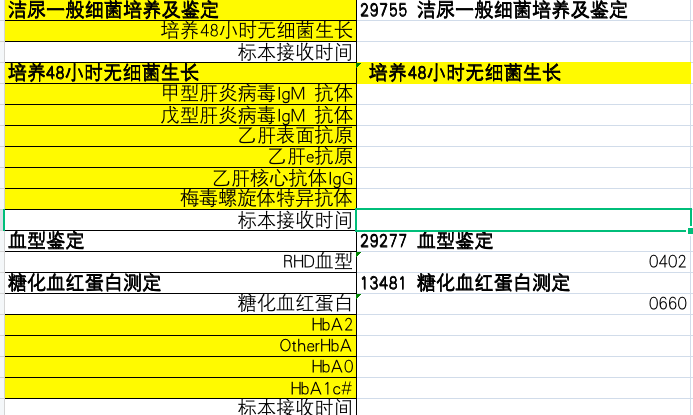 洁尿一般细菌培养及鉴定 29755 洁尿一般细菌培养及鉴定
培养48小时无细菌生长
标本接收时间
培养48小时无细菌生长 培养48小时无细菌生长
甲型肝炎病毒IgM 抗体
戊型肝炎病毒IgM 抗体
乙肝表面抗原
乙肝e抗原
乙肝核心抗体IgG
梅毒螺旋体特异抗体
标本接收时间
血型鉴定 29277 血型鉴定
RHD血型 0402
糖化血红蛋白测定 13481 糖化血红蛋白测定
糖化血红蛋白 0660
HbA2
OtherHbA
HbA0
HbA1c#
标本接收时间